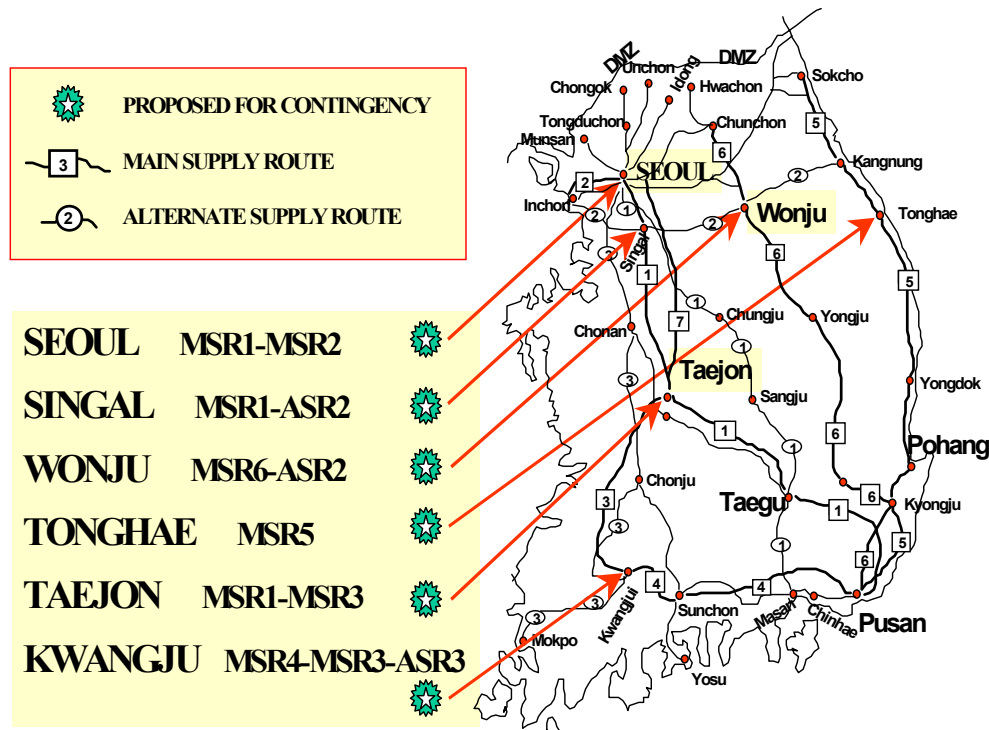 PROPOSED FOR CONTINGENCY
3 MAIN SUPPLY ROUTE
2 ALTERNATE SUPPLY ROUTE
SEOUL MSR1-MSR2
SINGAL MSR1-ASR2
WONJU MSR6-ASR2
TONGHAE MSR5
TAEJON MSR1-MSR3
KWANGJU MSR4-MSR3-ASR3
DMZ
DMZ
Unchon
Idong
Sokcho
Chongok
Hwachon
Tongduchon
Chunchon
5
Munsan
6
Kangnung
SEOUL
2
2
Inchon
1
Wonju
Tonghae
2
2
2
Singal
3
1
6
5
1
Chungju
Yongju
Chonan
7
1
Taejon
3
Sangju
Yongdok
1
6
1
Pohang
Chonju
3
Taegu
6
Kyongju
1
3
1
5
6
Kwangjui
4
4
3
3
Sunchon
Masan
Chinhae
Pusan
Mokpo
Yosu